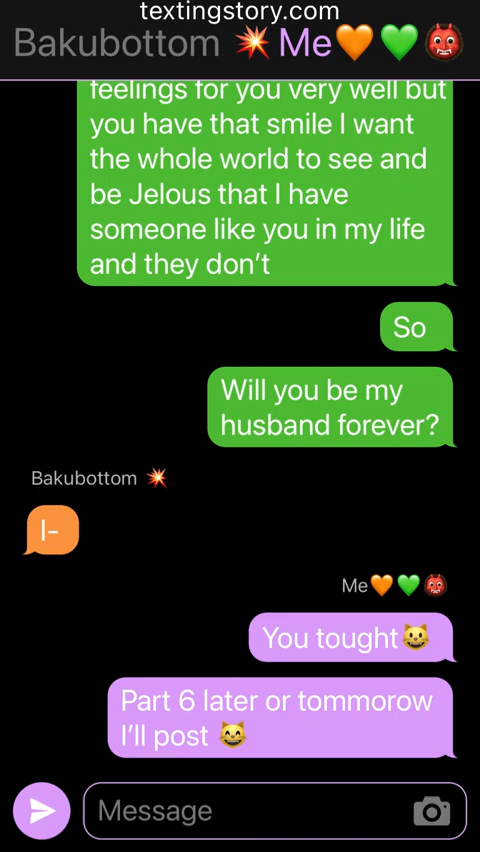 textingstory.com
Bakubottom 💥 Me🧡💚👹
feelings for you very well but
you have that smile I want
the whole world to see and
be Jelous that I have
someone like you in my life
and they don't
So
Will you be my
husband forever?
Bakubottom 💥
I-
Me🧡💚👹
You tought😺
Part 6 later or tommorow
I'll post 😸
Message